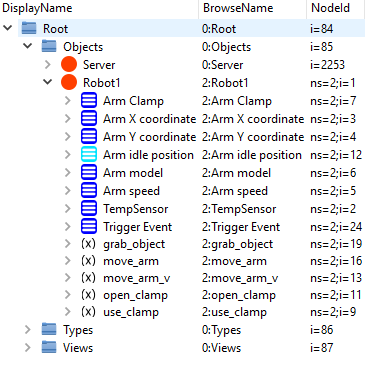 DisplayName BrowseName NodeId
Root 0:Root i=84
Objects 0:Objects i=85
Server 0:Server i=2253
Robot1 2:Robot1 ns=2;i=1
Arm Clamp 2:Arm Clamp ns=2;i=7
Arm X coordinate 2:Arm X coordinate ns=2;i=3
Arm Y coordinate 2:Arm Y coordinate ns=2;i=4
Arm idle position 2:Arm idle position ns=2;i=12
Arm model 2:Arm model ns=2;i=6
Arm speed 2:Arm speed ns=2;i=5
TempSensor 2:TempSensor ns=2;i=2
Trigger Event 2:Trigger Event ns=2;i=24
(x) grab_object 2:grab_object ns=2;i=19
(x) move_arm 2:move_arm ns=2;i=16
(x) move_arm_v 2:move_arm_v ns=2;i=13
(x) open_clamp 2:open_clamp ns=2;i=11
(x) use_clamp 2:use_clamp ns=2;i=9
Types 0:Types i=86
Views 0:Views i=87